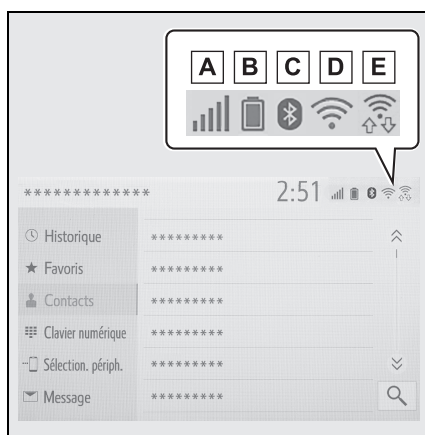 A B C D E
************* 2:51
Historique *********
Favoris *********
Contacts *********
Clavier numérique *********
Sélection. périph. *********
Message *********